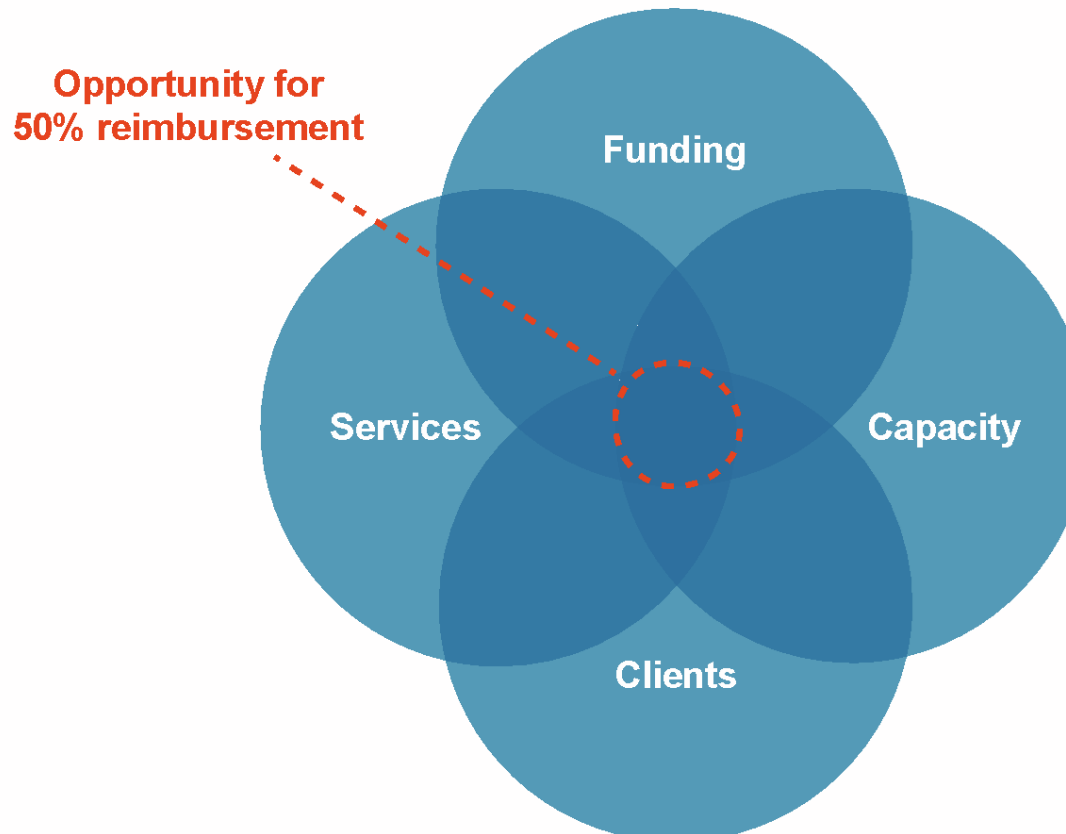 Opportunity for
50% reimbursement
Funding
Services
Capacity
Clients